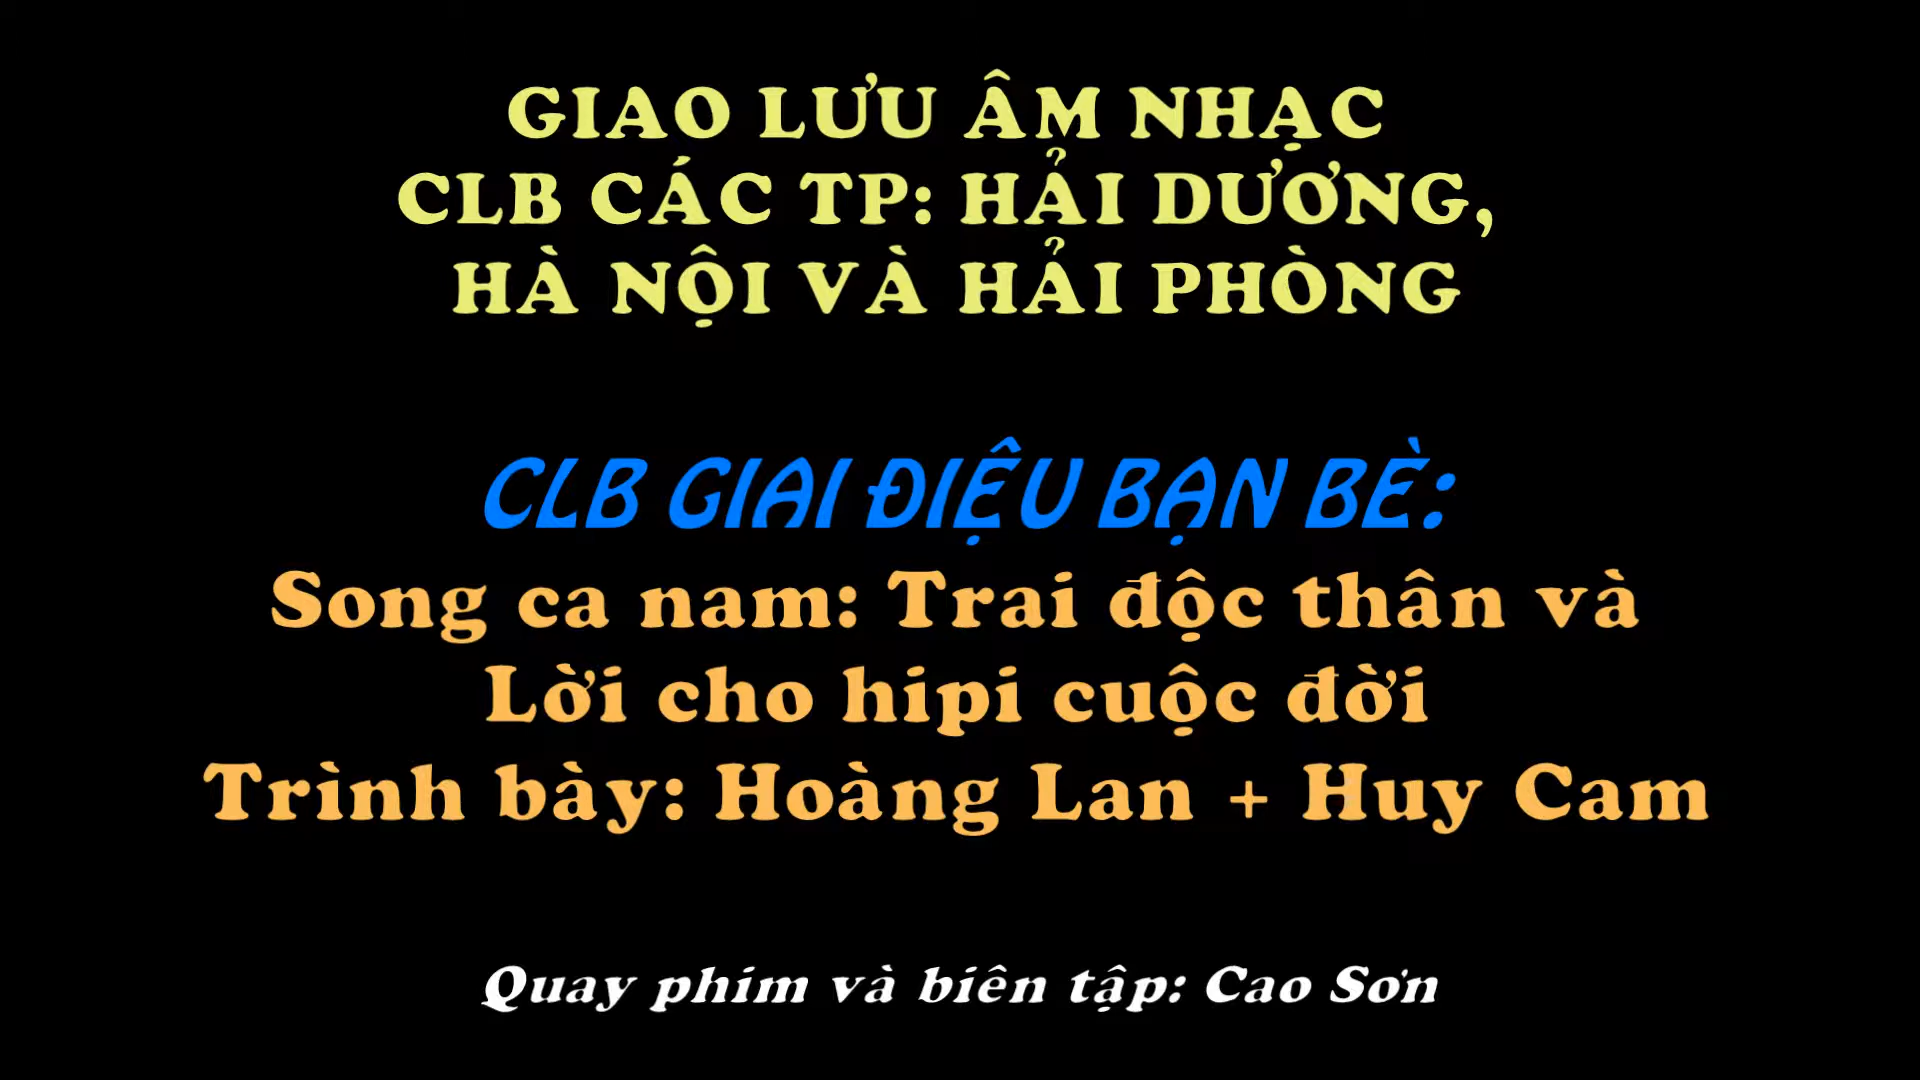 GIAO LƯU ÂM NHẠC
CLB CÁC TP: HẢI DƯƠNG,
HÀ NỘI VÀ HẢI PHÒNG
CLB GIAI ĐIỆU BẠN BÈ:
Song ca nam: Trai độc thân và
Lời cho hipi cuộc đời
Trình bày: Hoàng Lan + Huy Cam
Quay phim và biên tập: Cao Sơn